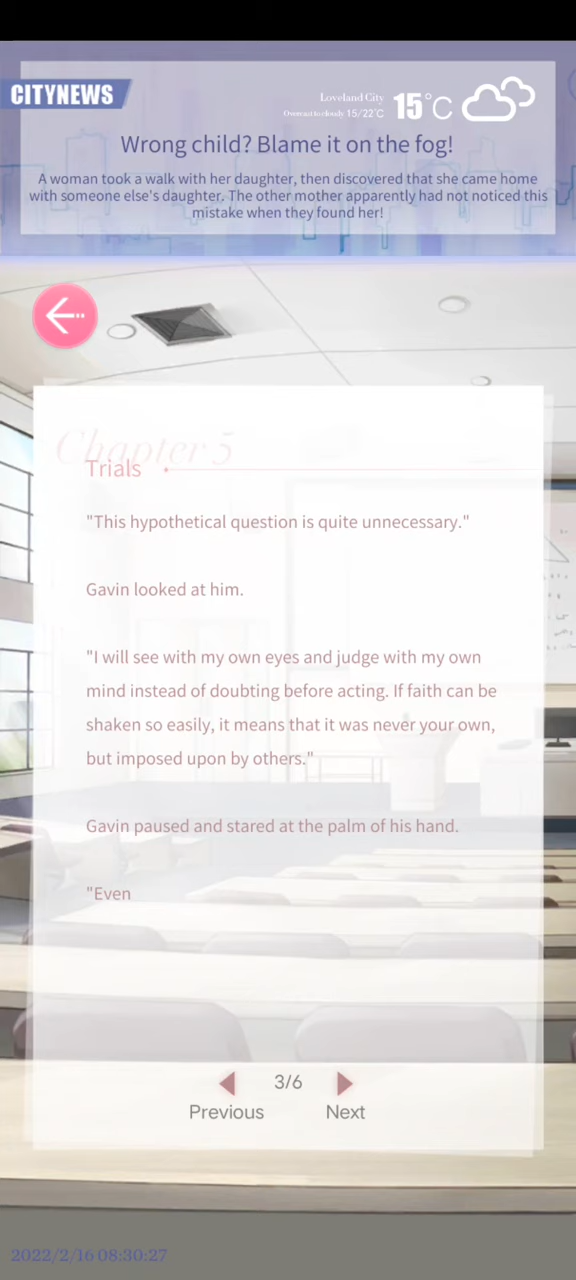 CITYNEWS
Loveland City
Overcast to cloudy 15/22°C
15°C
Wrong child? Blame it on the fog!
A woman took a walk with her daughter, then discovered that she came home
with someone else's daughter. The other mother apparently had not noticed this
mistake when they found her!
Chapter 5
Trials
"This hypothetical question is quite unnecessary."
Gavin looked at him.
"I will see with my own eyes and judge with my own
mind instead of doubting before acting. If faith can be
shaken so easily, it means that it was never your own,
but imposed upon by others."
Gavin paused and stared at the palm of his hand.
"Even
3/6
Previous
Next
2022/2/16 08:30:27